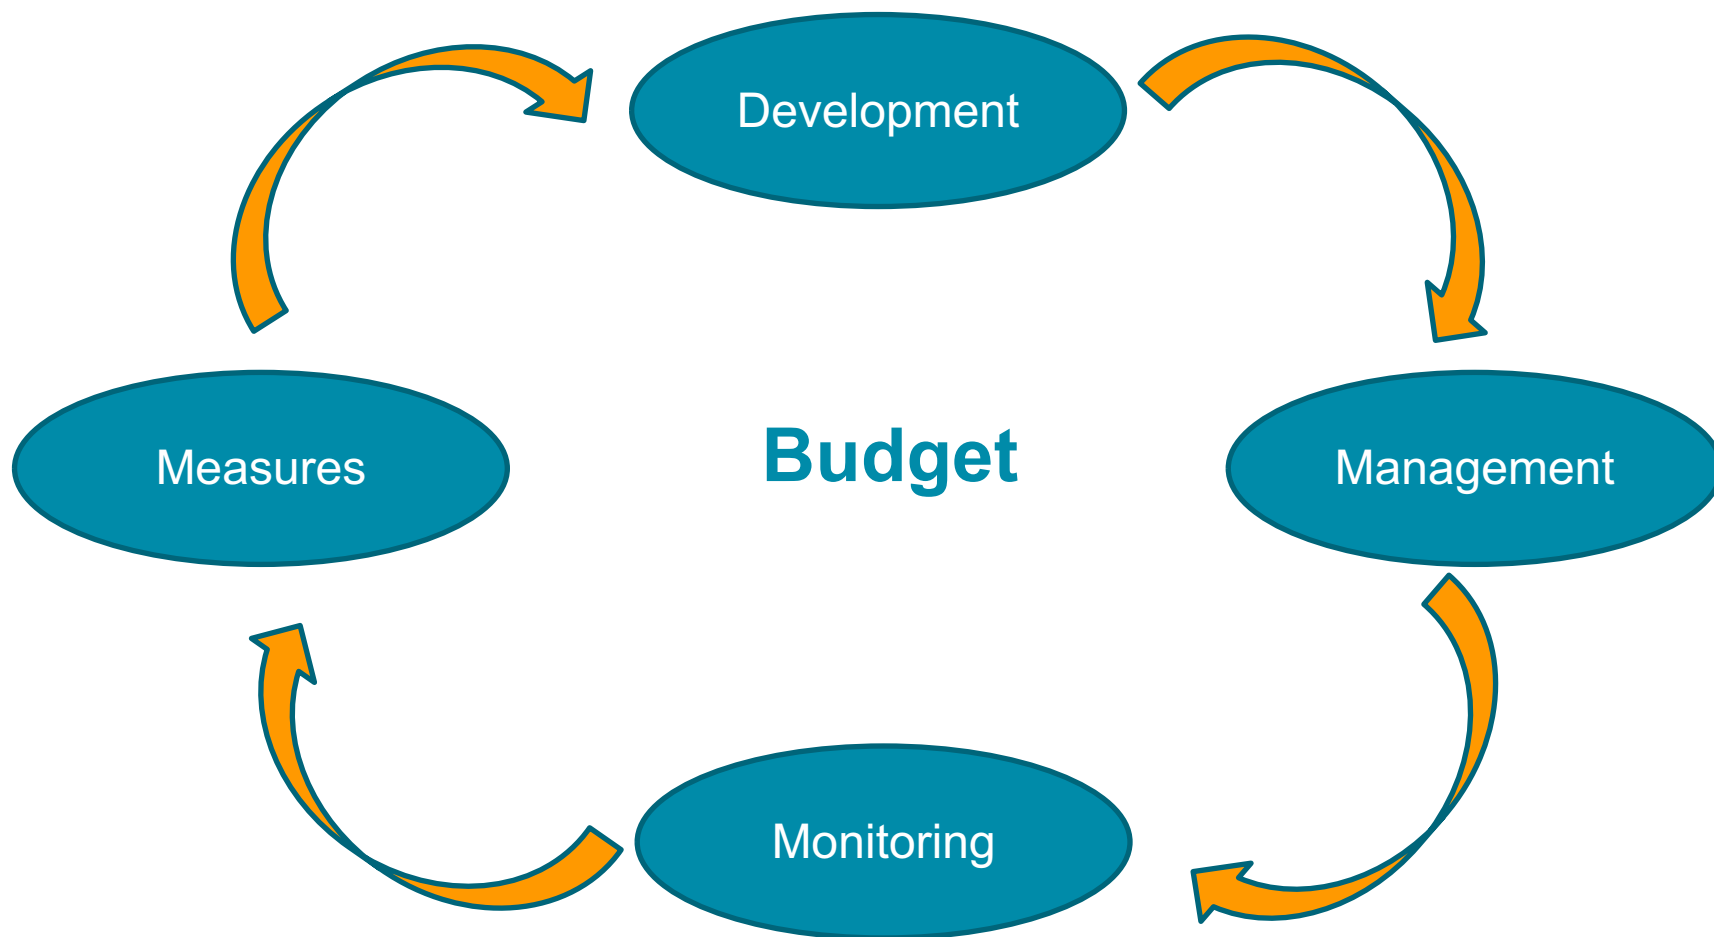 Development
Measures
Budget
Management
Monitoring